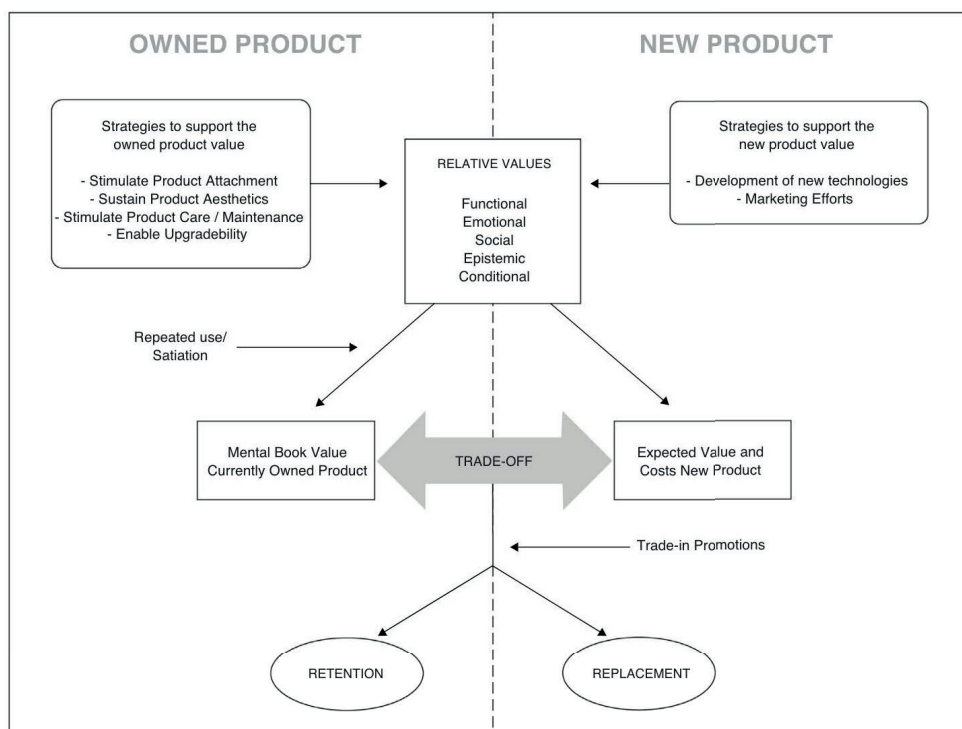 OWNED PRODUCT
NEW PRODUCT
Strategies to support the
owned product value
- Stimulate Product Attachment
- Sustain Product Aesthetics
- Stimulate Product Care / Maintenance
- Enable Upgradebility
RELATIVE VALUES
Functional
Emotional
Social
Epistemic
Conditional
Strategies to support the
new product value
- Development of new technologies
- Marketing Efforts
Repeated use/
Satiation
Mental Book Value
Currently Owned Product
TRADE-OFF
Expected Value and
Costs New Product
Trade-in Promotions
RETENTION
REPLACEMENT